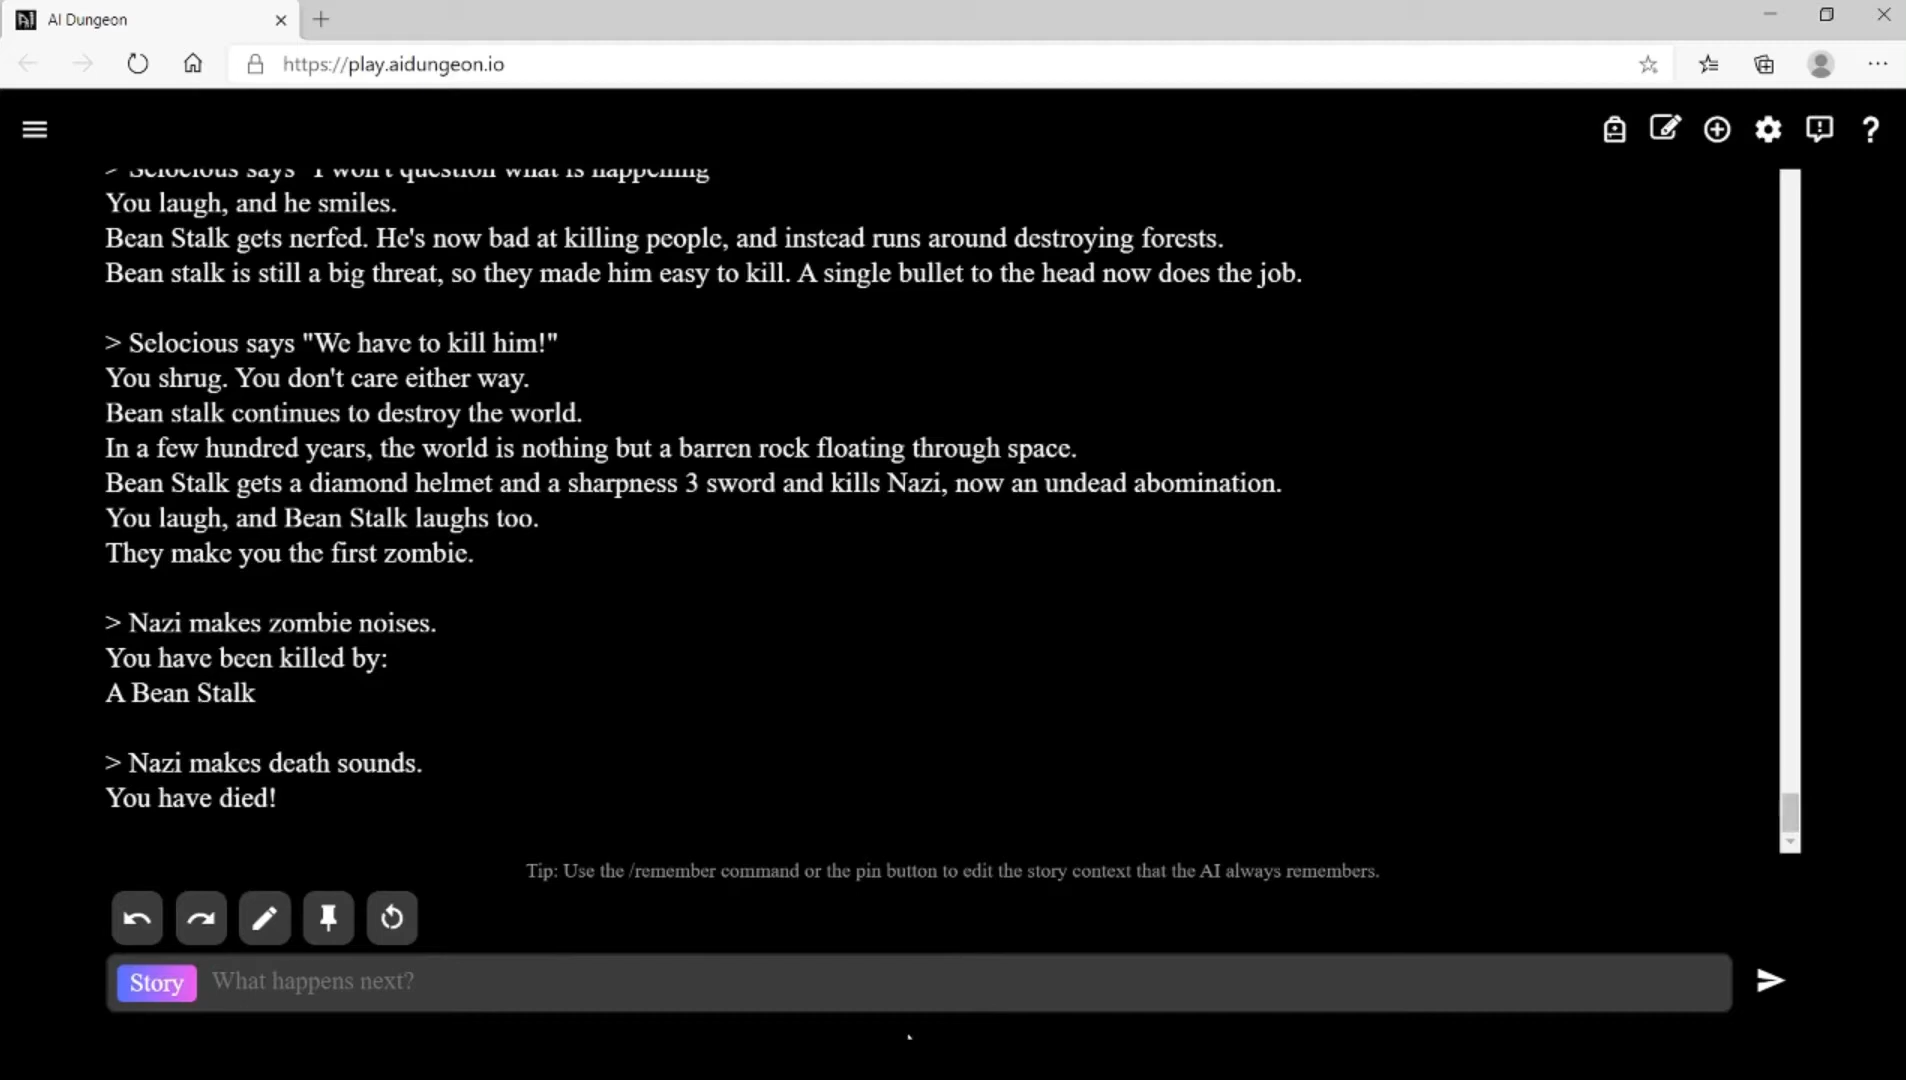 AI Dungeon
https://play.aidungeon.io
> Selocious says "I won't question what is happening
You laugh, and he smiles.
Bean Stalk gets nerfed. He's now bad at killing people, and instead runs around destroying forests.
Bean stalk is still a big threat, so they made him easy to kill. A single bullet to the head now does the job.
> Selocious says "We have to kill him!"
You shrug. You don't care either way.
Bean stalk continues to destroy the world.
In a few hundred years, the world is nothing but a barren rock floating through space.
Bean Stalk gets a diamond helmet and a sharpness 3 sword and kills Nazi, now an undead abomination.
You laugh, and Bean Stalk laughs too.
They make you the first zombie.
> Nazi makes zombie noises.
You have been killed by:
A Bean Stalk
> Nazi makes death sounds.
You have died!
Tip: Use the /remember command or the pin button to edit the story context that the AI always remembers.
Story What happens next?